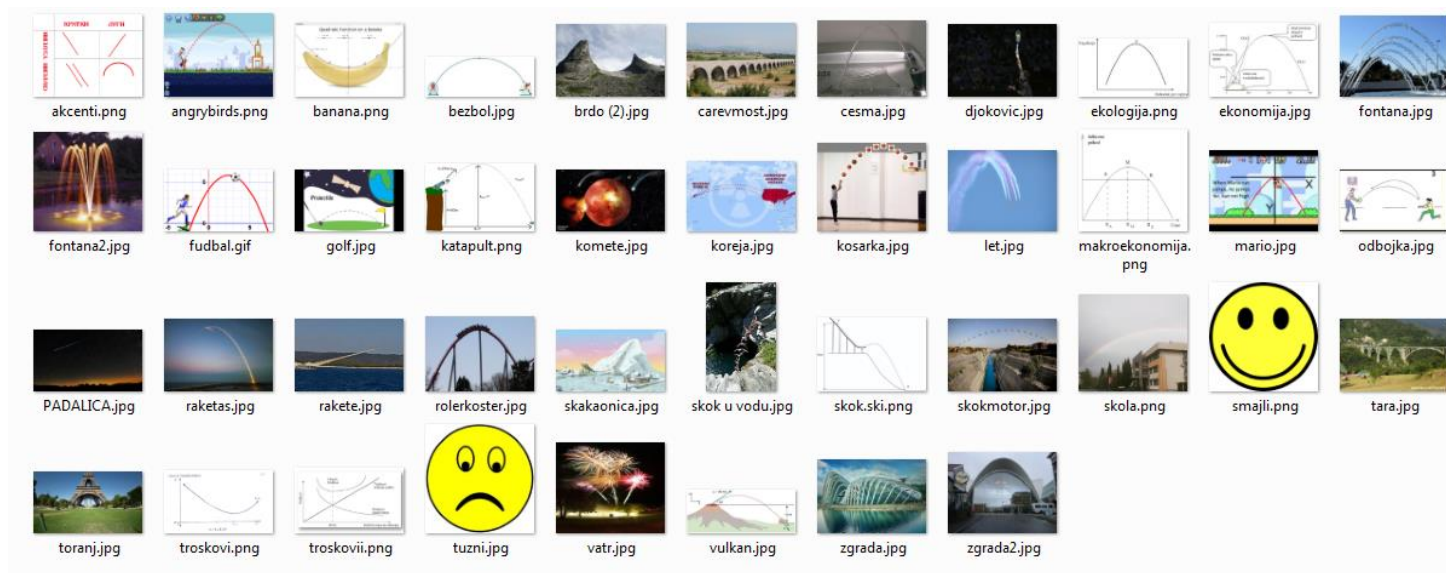 akcenti.png
angrybirds.png
banana.png
bezbol.jpg
brdo (2).jpg
carevmost.jpg
cesma.jpg
djokovic.jpg
ekologija.png
ekonomija.jpg
fontana.jpg
fontana2.jpg
fudbal.gif
golf.jpg
katapult.png
komete.jpg
koreja.jpg
kosarka.jpg
let.jpg
makroekonomija.
png
mario.jpg
odbojka.jpg
PADALICA.jpg
raketas.jpg
rakete.jpg
rolerkoster.jpg
skakaonica.jpg
skok u vodu.jpg
skok.ski.png
skokmotor.jpg
skola.png
smajli.png
tara.jpg
toranj.jpg
troskovi.png
troskovii.png
tuzni.jpg
vatr.jpg
vulkan.jpg
zgrada.jpg
zgrada2.jpg